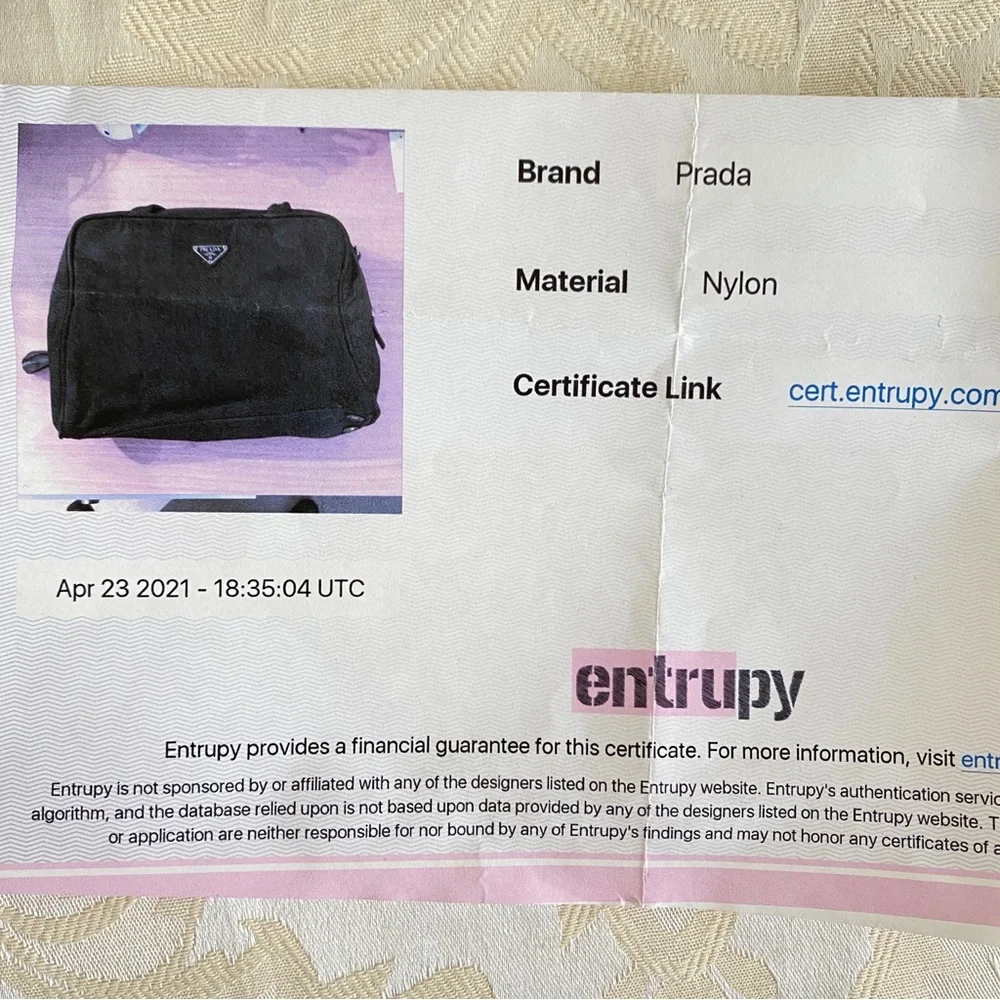 PRADA
Brand Prada
Material Nylon
Certificate Link cert.entrupy.com
Apr 23 2021 - 18:35:04 UTC
entrupy
Entrupy provides a financial guarantee for this certificate. For more information, visit entr
Entrupy is not sponsored by or affiliated with any of the designers listed on the Entrupy website. Entrupy's authentication servic
algorithm, and the database relied upon is not based upon data provided by any of the designers listed on the Entrupy website. T
or application are neither responsible for nor bound by any of Entrupy's findings and may not honor any certificates of a